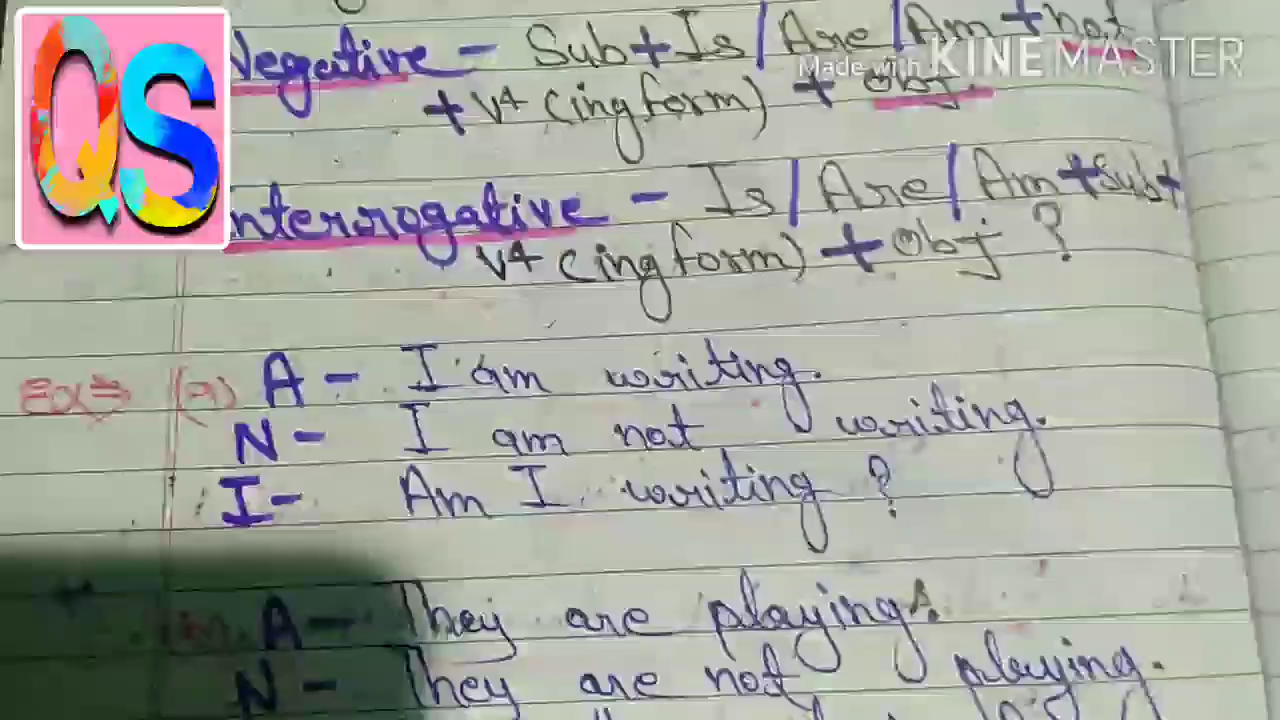 QS
Negative - Sub+Is/Are/Am+not
Made with KINEMASTER
+ V4 (ing form) + obj.
nterrogative - Is/Are/Am+Sub+
V4 (ing form) + Obj ?
Ex⇒ (a) A - I am writing.
N - I am not writing.
I - Am I writing ?
A - They are playing.
N - They are not playing.